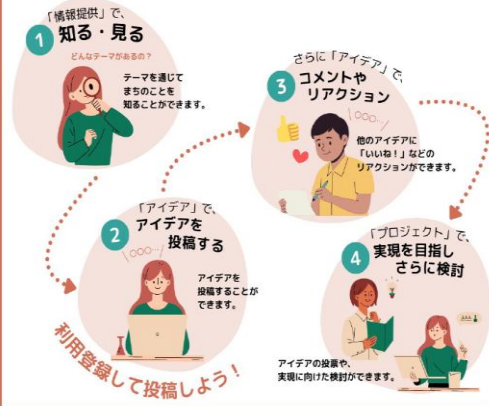 「情報提供」で、
1 知る・見る
どんなテーマがあるの？
テーマを通じて
まちのことを
知ることができます。
「アイデア」で、
2 アイデアを
投稿する
○○○…
アイデアを
投稿することが
できます。
利用登録して投稿しよう！
さらに「アイデア」で、
3 コメントや
リアクション
○○○…
他のアイデアに
「いいね！」などの
リアクションができます。
「プロジェクト」で、
4 実現を目指し
さらに検討
アイデアの投票や、
実現に向けた検討ができます。